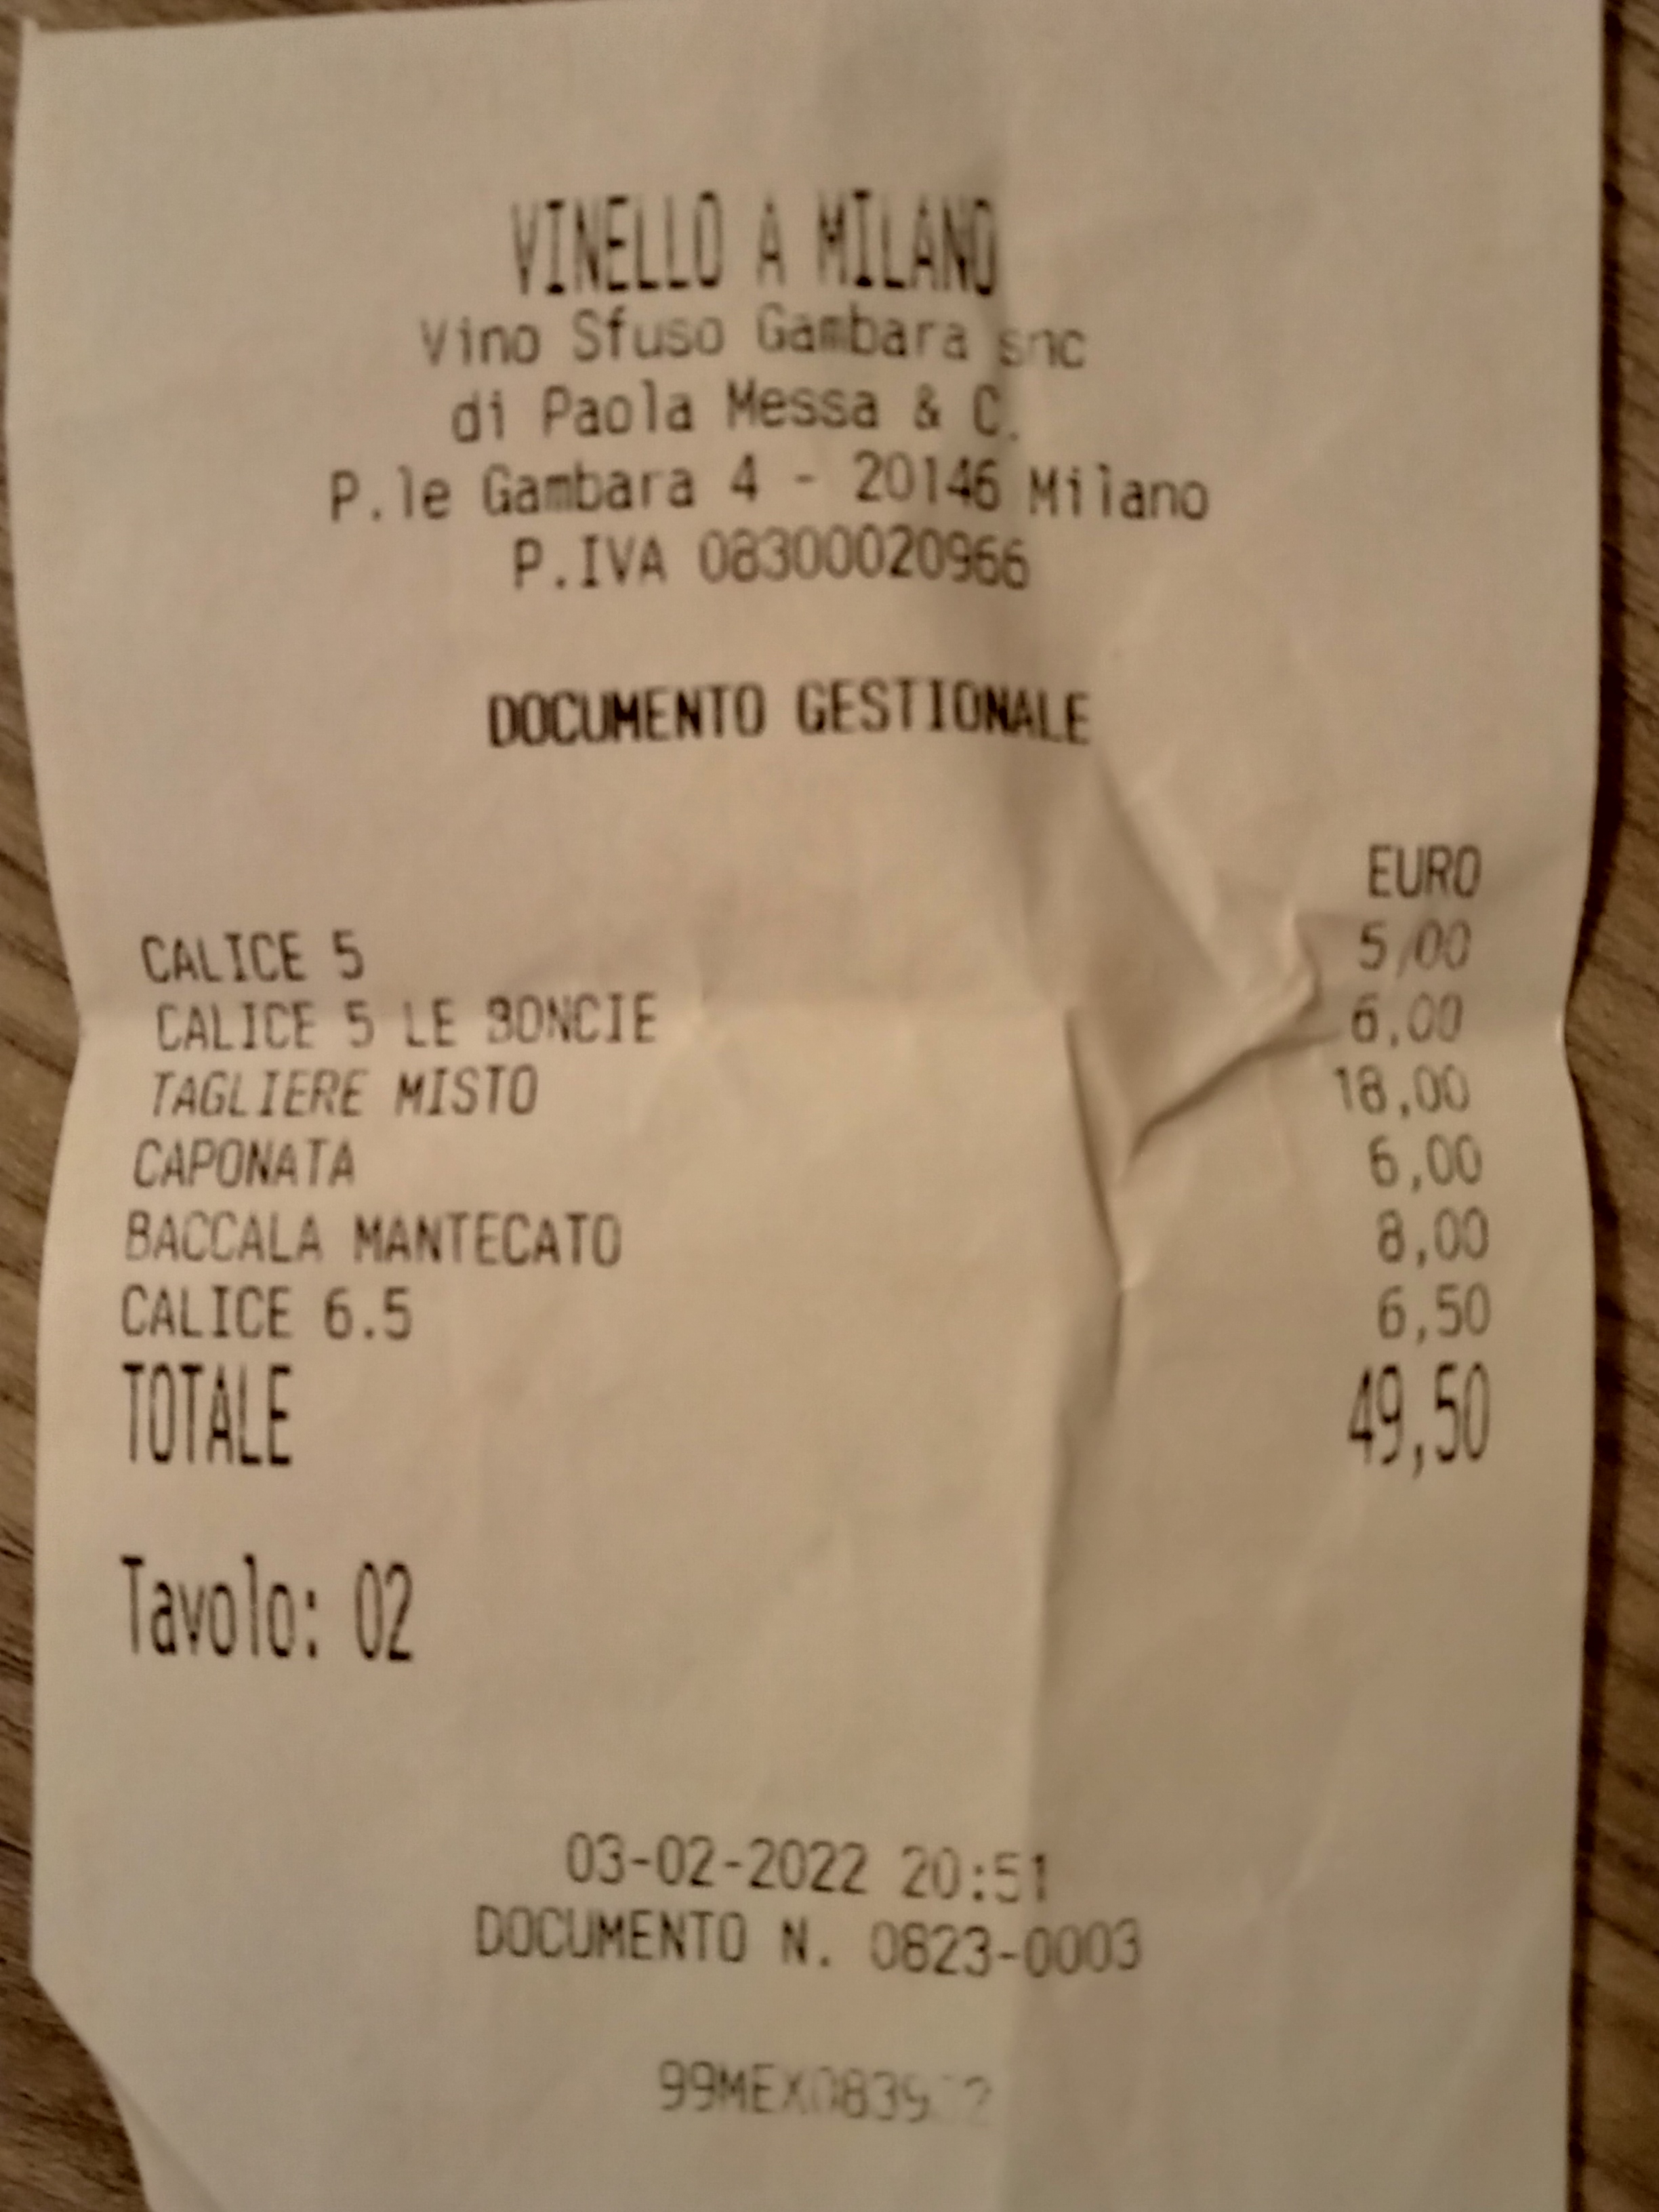 VINELLO A MILANO
Vino Sfuso Gambara snc
di Paola Messa & C.
P.le Gambara 4 - 20146 Milano
P.IVA 08300020966
DOCUMENTO GESTIONALE
EURO
CALICE 5 5,00
CALICE 5 LE BONCIE 6,00
TAGLIERE MISTO 18,00
CAPONATA 6,00
BACCALA MANTECATO 8,00
CALICE 6.5 6,50
TOTALE 49,50
Tavolo: 02
03-02-2022 20:51
DOCUMENTO N. 0823-0003